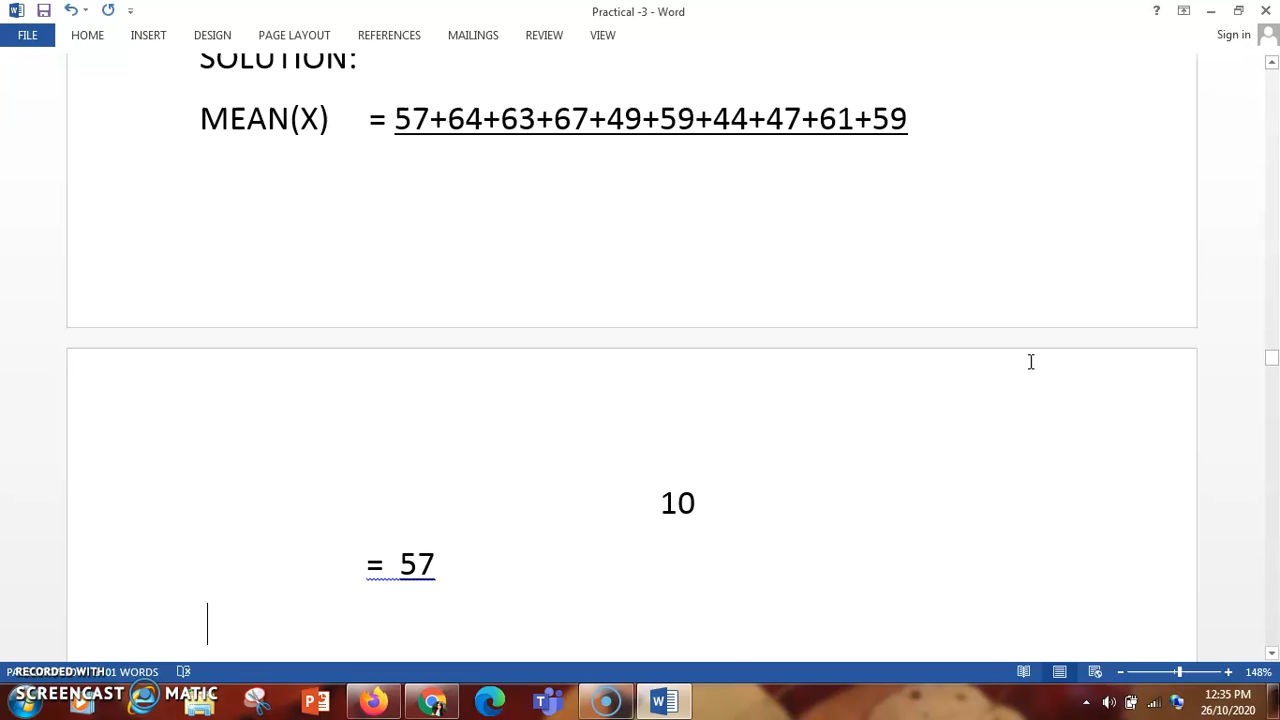 Practical -3 - Word
Sign in
FILE HOME INSERT DESIGN PAGE LAYOUT REFERENCES MAILINGS REVIEW VIEW
SOLUTION:
MEAN(X) = 57+64+63+67+49+59+44+47+61+59
10
= 57
RECORDED WITH
01 WORDS
148%
SCREENCAST MATIC
12:35 PM
26/10/2020